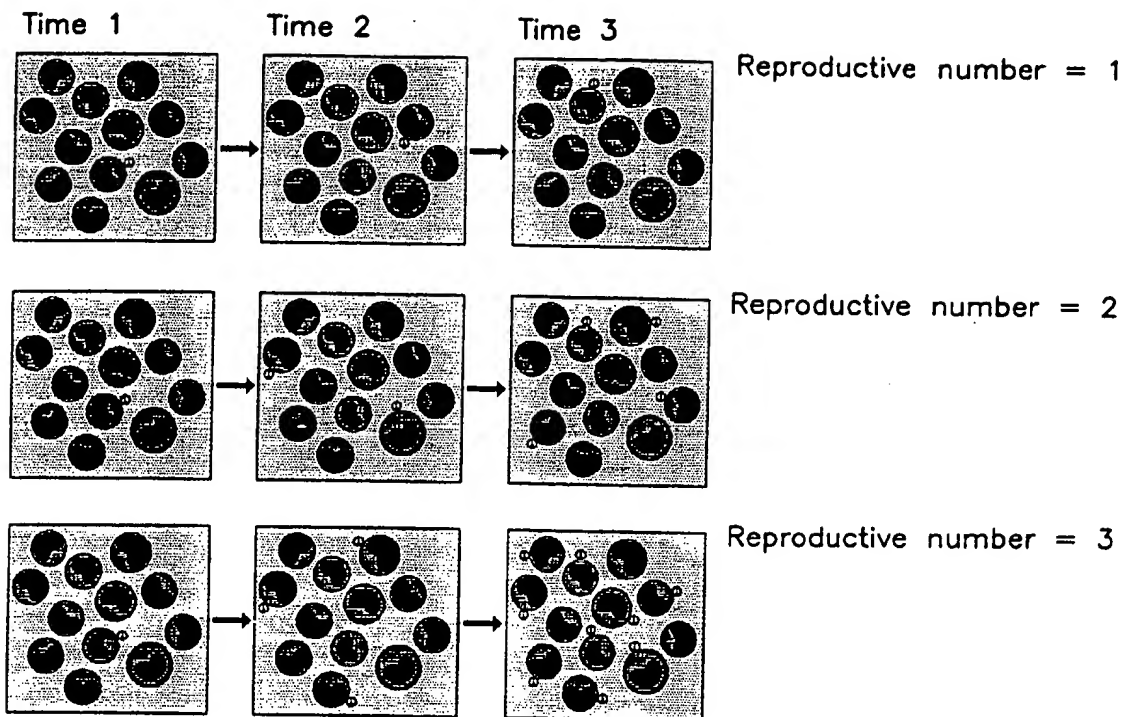 Time 1
Time 2
Time 3
Reproductive number = 1
Reproductive number = 2
Reproductive number = 3